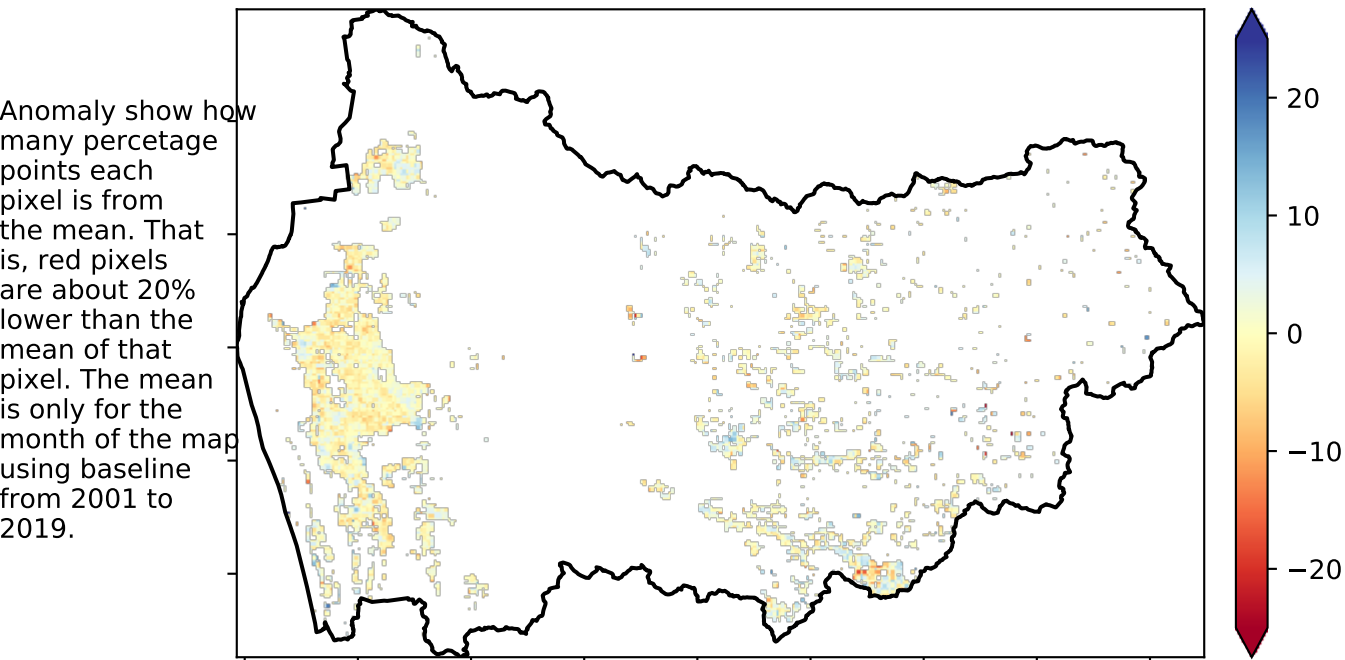 Anomaly show how
many percetage
points each
pixel is from
the mean. That
is, red pixels
are about 20%
lower than the
mean of that
pixel. The mean
is only for the
month of the map
using baseline
from 2001 to
2019.
20
10
0
−10
−20